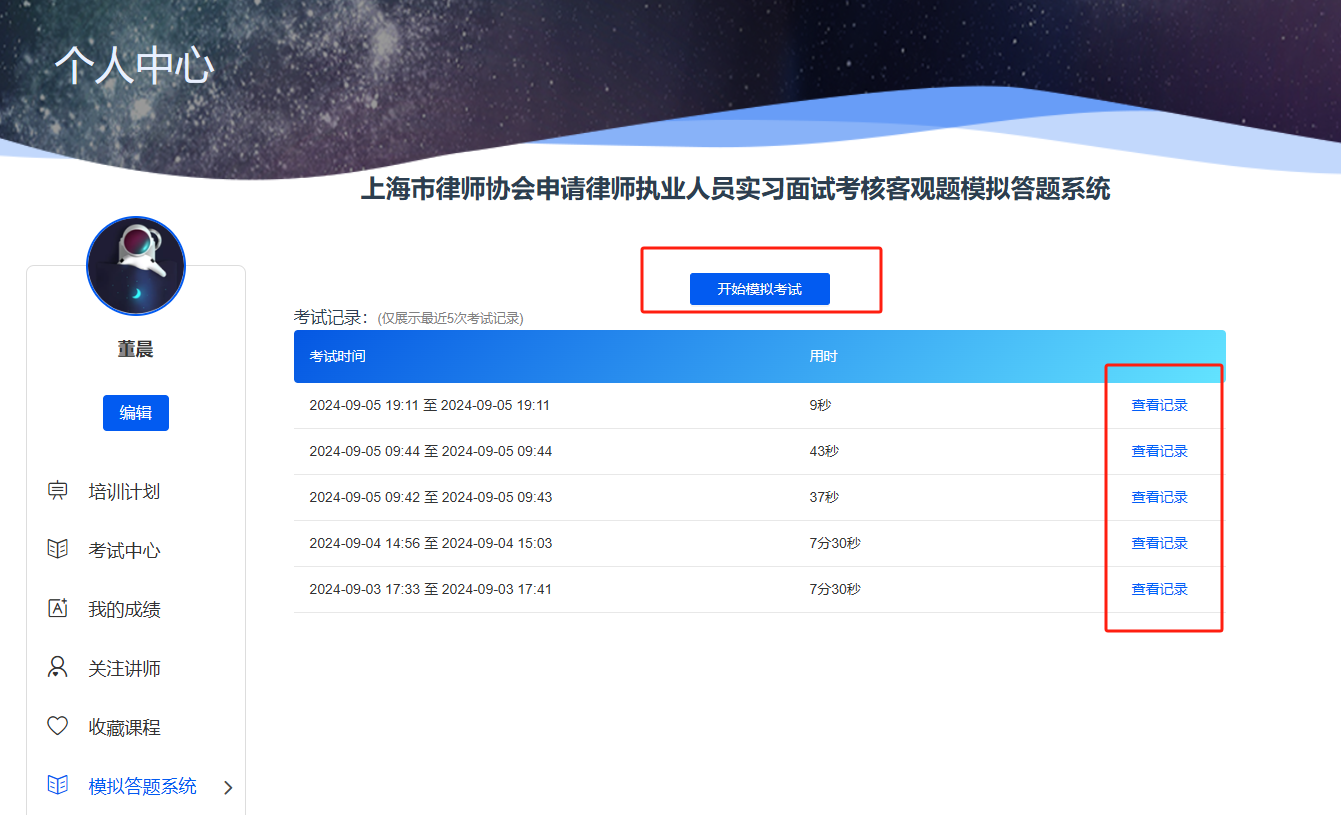 个人中心
上海市律师协会申请律师执业人员实习面试考核客观题模拟答题系统
开始模拟考试
考试记录：(仅展示最近5次考试记录)
考试时间 用时
2024-09-05 19:11 至 2024-09-05 19:11 9秒 查看记录
2024-09-05 09:44 至 2024-09-05 09:44 43秒 查看记录
2024-09-05 09:42 至 2024-09-05 09:43 37秒 查看记录
2024-09-04 14:56 至 2024-09-04 15:03 7分30秒 查看记录
2024-09-03 17:33 至 2024-09-03 17:41 7分30秒 查看记录
董晨
编辑
培训计划
考试中心
我的成绩
关注讲师
收藏课程
模拟答题系统